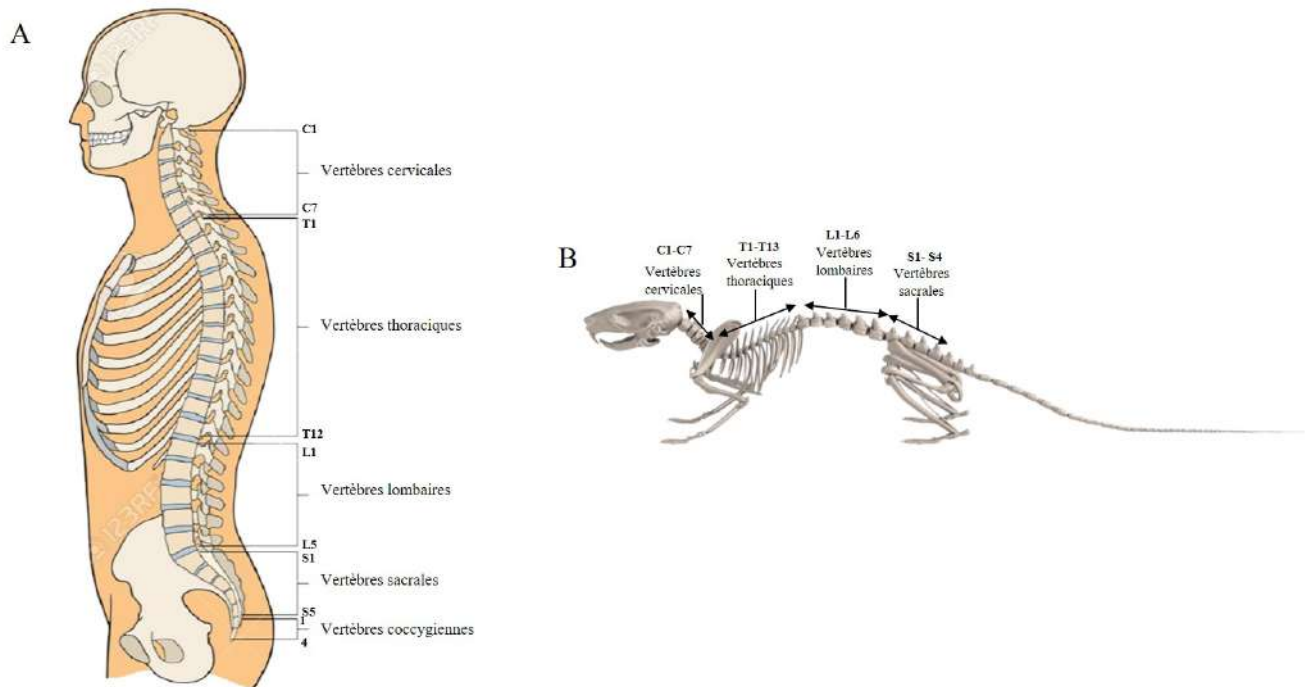 A
C1
Vertèbres cervicales
C7
T1
Vertèbres thoraciques
T12
L1
Vertèbres lombaires
L5
S1
Vertèbres sacrales
S5
1
Vertèbres coccygiennes
4
B
C1-C7
Vertèbres
cervicales
T1-T13
Vertèbres
thoraciques
L1-L6
Vertèbres
lombaires
S1- S4
Vertèbres
sacrales